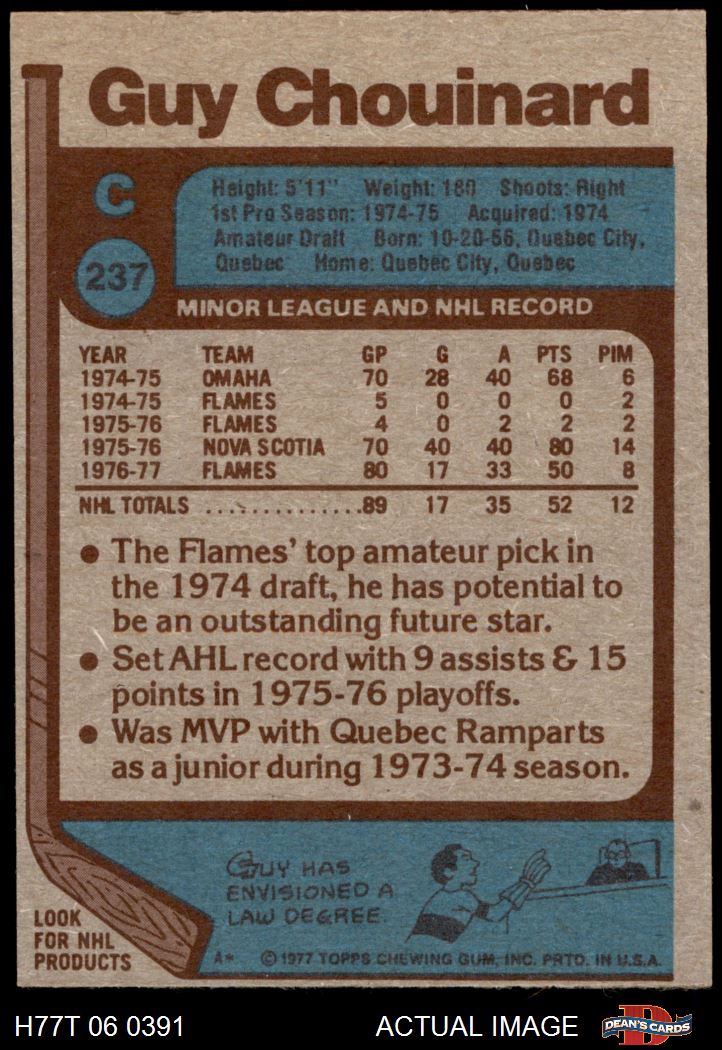 Guy Chouinard
C
237
Height: 5'11" Weight: 180 Shoots: Right
1st Pro Season: 1974-75 Acquired: 1974
Amateur Draft Born: 10-20-56, Quebec City,
Quebec Home: Quebec City, Quebec
MINOR LEAGUE AND NHL RECORD
YEAR TEAM GP G A PTS PIM
1974-75 OMAHA 70 28 40 68 6
1974-75 FLAMES 5 0 0 0 2
1975-76 FLAMES 4 0 2 2 2
1975-76 NOVA SCOTIA 70 40 40 80 14
1976-77 FLAMES 80 17 33 50 8
NHL TOTALS ..............89 17 35 52 12
● The Flames' top amateur pick in
the 1974 draft, he has potential to
be an outstanding future star.
● Set AHL record with 9 assists & 15
points in 1975-76 playoffs.
● Was MVP with Quebec Ramparts
as a junior during 1973-74 season.
GUY HAS
ENVISIONED A
LAW DEGREE.
LOOK
FOR NHL
PRODUCTS
A* © 1977 TOPPS CHEWING GUM, INC. PRTD. IN U.S.A.
H77T 06 0391 ACTUAL IMAGE D DEAN'S CARDS